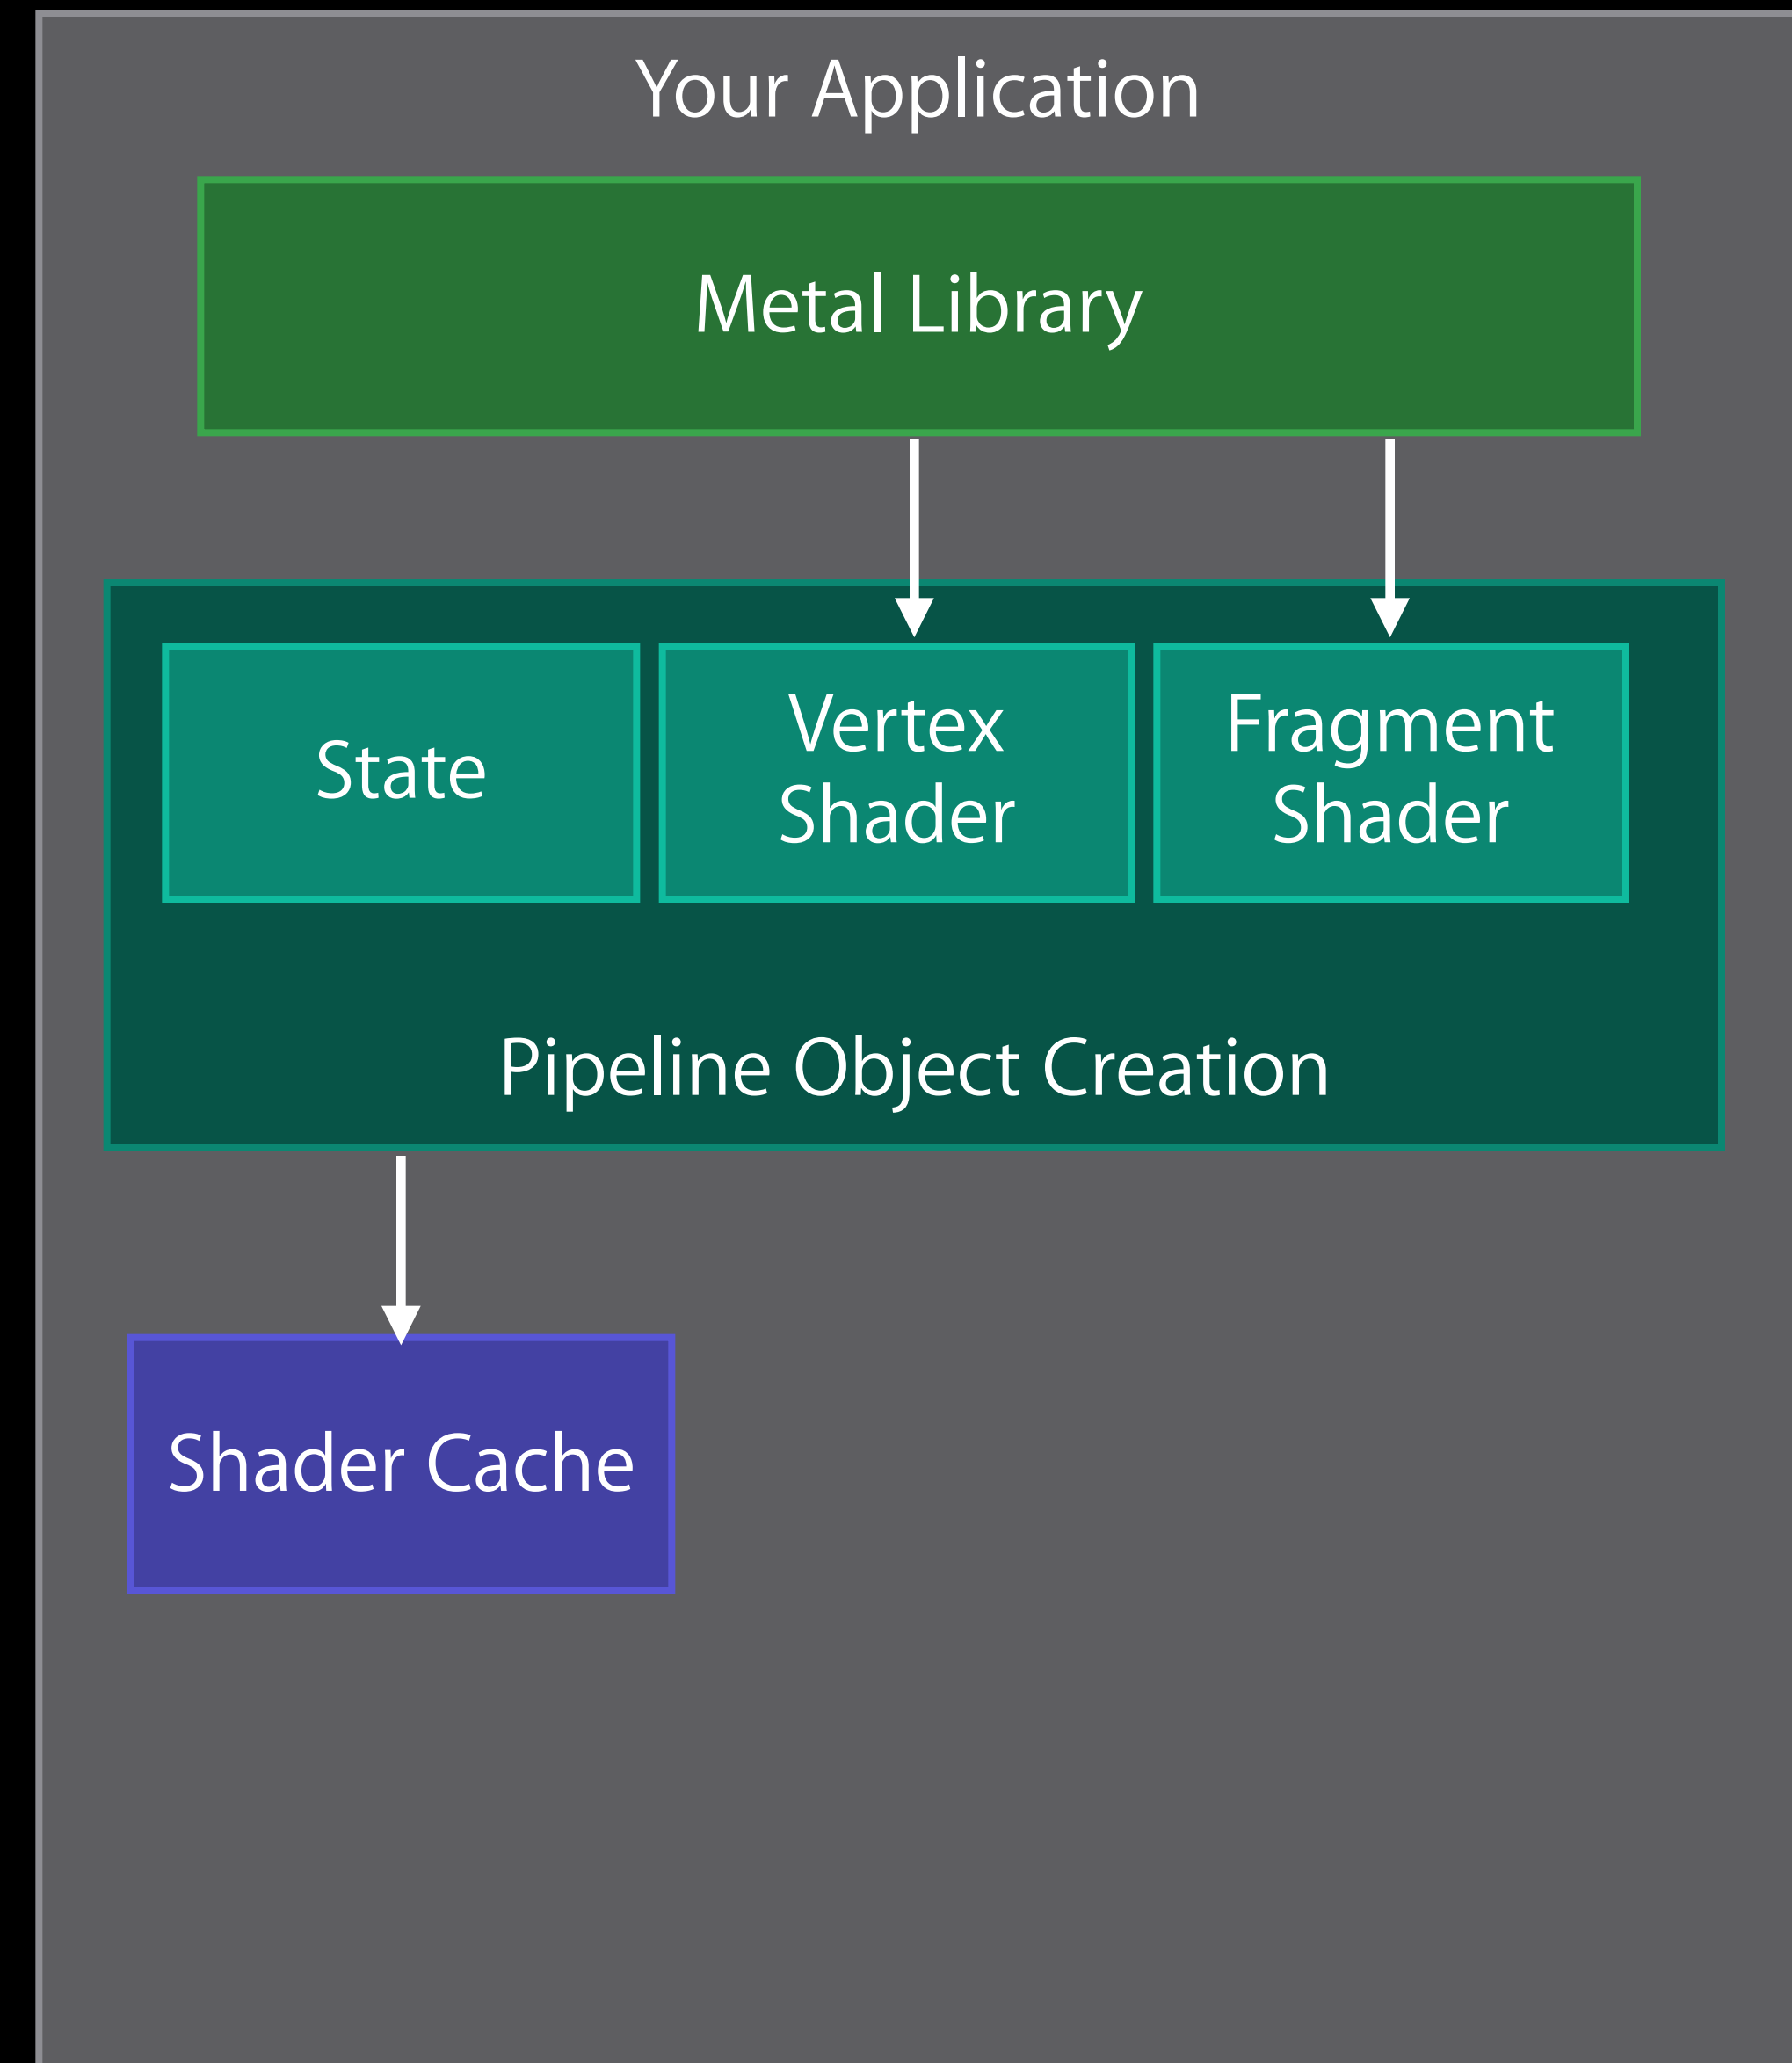 Your Application
Metal Library
State
Vertex
Shader
Fragment
Shader
Pipeline Object Creation
Shader Cache